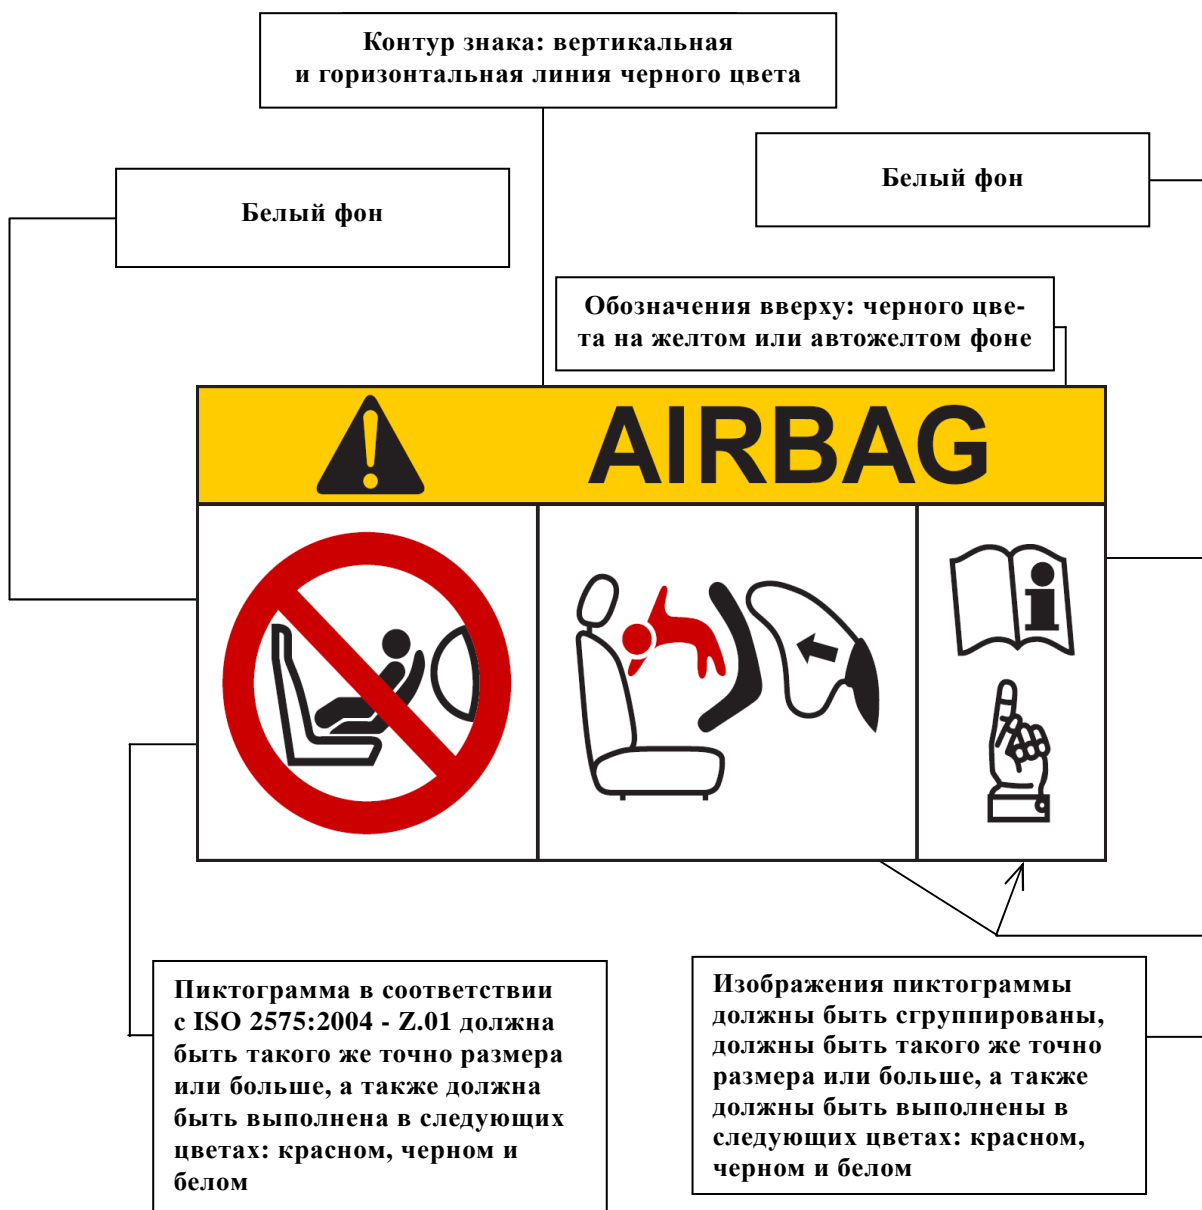 Контур знака: вертикальная
и горизонтальная линия черного цвета
Белый фон
Белый фон
Обозначения вверху: черного цве-
та на желтом или автожелтом фоне
AIRBAG
Пиктограмма в соответствии
с ISO 2575:2004 - Z.01 должна
быть такого же точно размера
или больше, а также должна
быть выполнена в следующих
цветах: красном, черном и
белом
Изображения пиктограммы
должны быть сгруппированы,
должны быть такого же точно
размера или больше, а также
должны быть выполнены в
следующих цветах: красном,
черном и белом